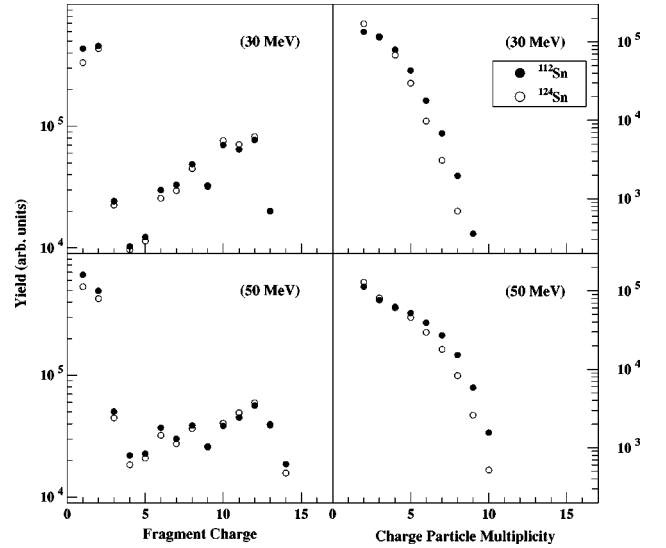 (30 MeV)
(30 MeV)
¹¹²Sn
¹²⁴Sn
10⁵
10⁴
10⁵
10⁴
10³
Yield (arb. units)
(50 MeV)
(50 MeV)
10⁵
10⁴
10⁵
10⁴
10³
0 5 10 15
0 5 10 15
Fragment Charge
Charge Particle Multiplicity